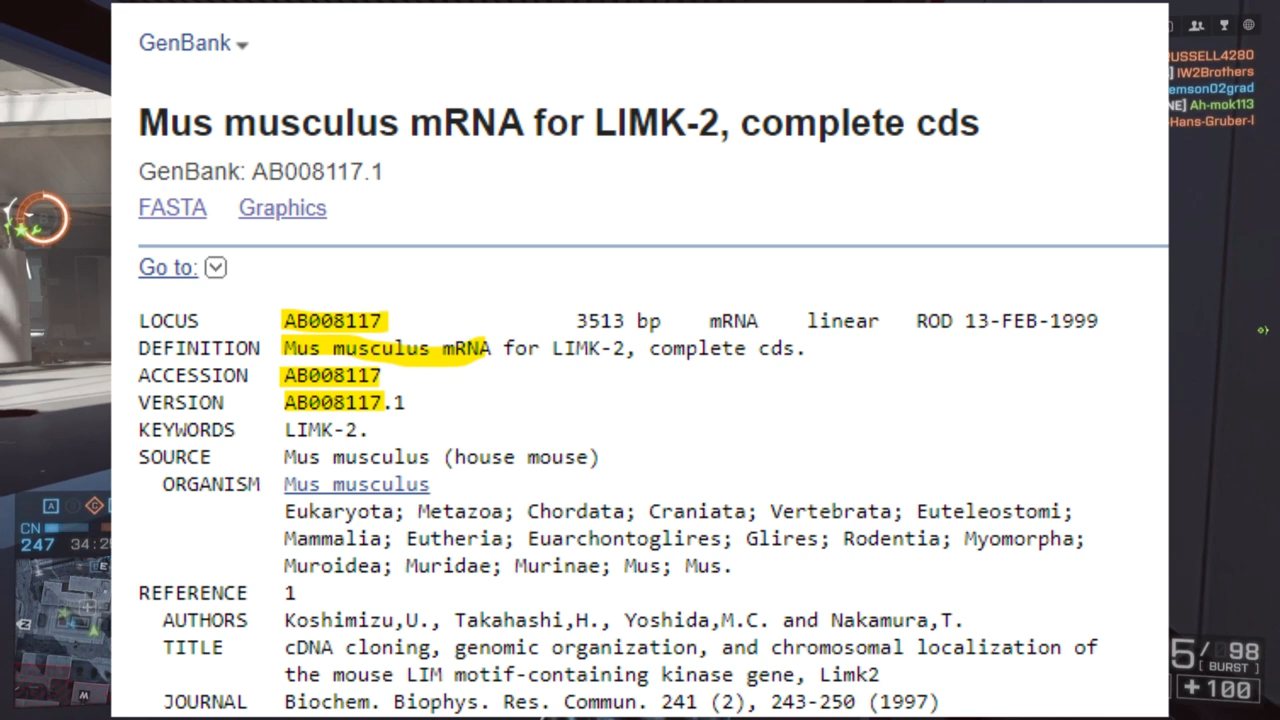 GenBank
Mus musculus mRNA for LIMK-2, complete cds
GenBank: AB008117.1
FASTA Graphics
Go to:
LOCUS AB008117 3513 bp mRNA linear ROD 13-FEB-1999
DEFINITION Mus musculus mRNA for LIMK-2, complete cds.
ACCESSION AB008117
VERSION AB008117.1
KEYWORDS LIMK-2.
SOURCE Mus musculus (house mouse)
ORGANISM Mus musculus
Eukaryota; Metazoa; Chordata; Craniata; Vertebrata; Euteleostomi;
Mammalia; Eutheria; Euarchontoglires; Glires; Rodentia; Myomorpha;
Muroidea; Muridae; Murinae; Mus; Mus.
REFERENCE 1
AUTHORS Koshimizu,U., Takahashi,H., Yoshida,M.C. and Nakamura,T.
TITLE cDNA cloning, genomic organization, and chromosomal localization of
the mouse LIM motif-containing kinase gene, Limk2
JOURNAL Biochem. Biophys. Res. Commun. 241 (2), 243-250 (1997)
USSELL4280
] IW2Brothers
emson02grad
NE] Ah-mok113
-Hans-Gruber-l
A C
CN
247 34:2
E
5/ 98
[ BURST ]
+100